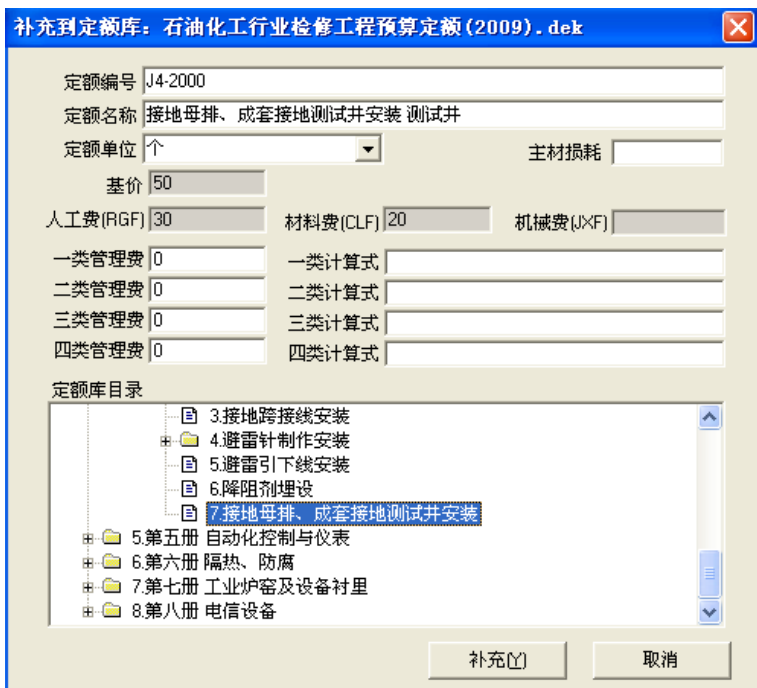 补充到定额库：石油化工行业检修工程预算定额(2009).dek
定额编号 J4-2000
定额名称 接地母排、成套接地测试井安装 测试井
定额单位 个 主材损耗
基价 50
人工费(RGF) 30 材料费(CLF) 20 机械费(JXF)
一类管理费 0 一类计算式
二类管理费 0 二类计算式
三类管理费 0 三类计算式
四类管理费 0 四类计算式
定额库目录
3.接地跨接线安装
4.避雷针制作安装
5.避雷引下线安装
6.降阻剂埋设
7.接地母排、成套接地测试井安装
5.第五册 自动化控制与仪表
6.第六册 隔热、防腐
7.第七册 工业炉窑及设备衬里
8.第八册 电信设备
补充(Y) 取消